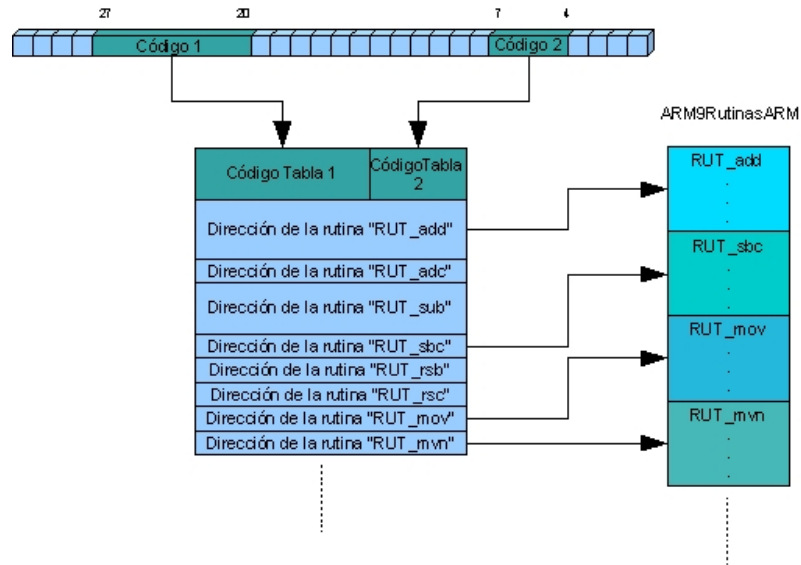 27 20 7 4
Código 1 Código 2
ARM9RutinasARM
Código Tabla 1
CódigoTabla
2
Dirección de la rutina "RUT_add"
Dirección de la rutina "RUT_adc"
Dirección de la rutina "RUT_sub"
Dirección de la rutina "RUT_sbc"
Dirección de la rutina "RUT_rsb"
Dirección de la rutina "RUT_rsc"
Dirección de la rutina "RUT_mov"
Dirección de la rutina "RUT_mvn"
RUT_add
RUT_sbc
RUT_mov
RUT_mvn